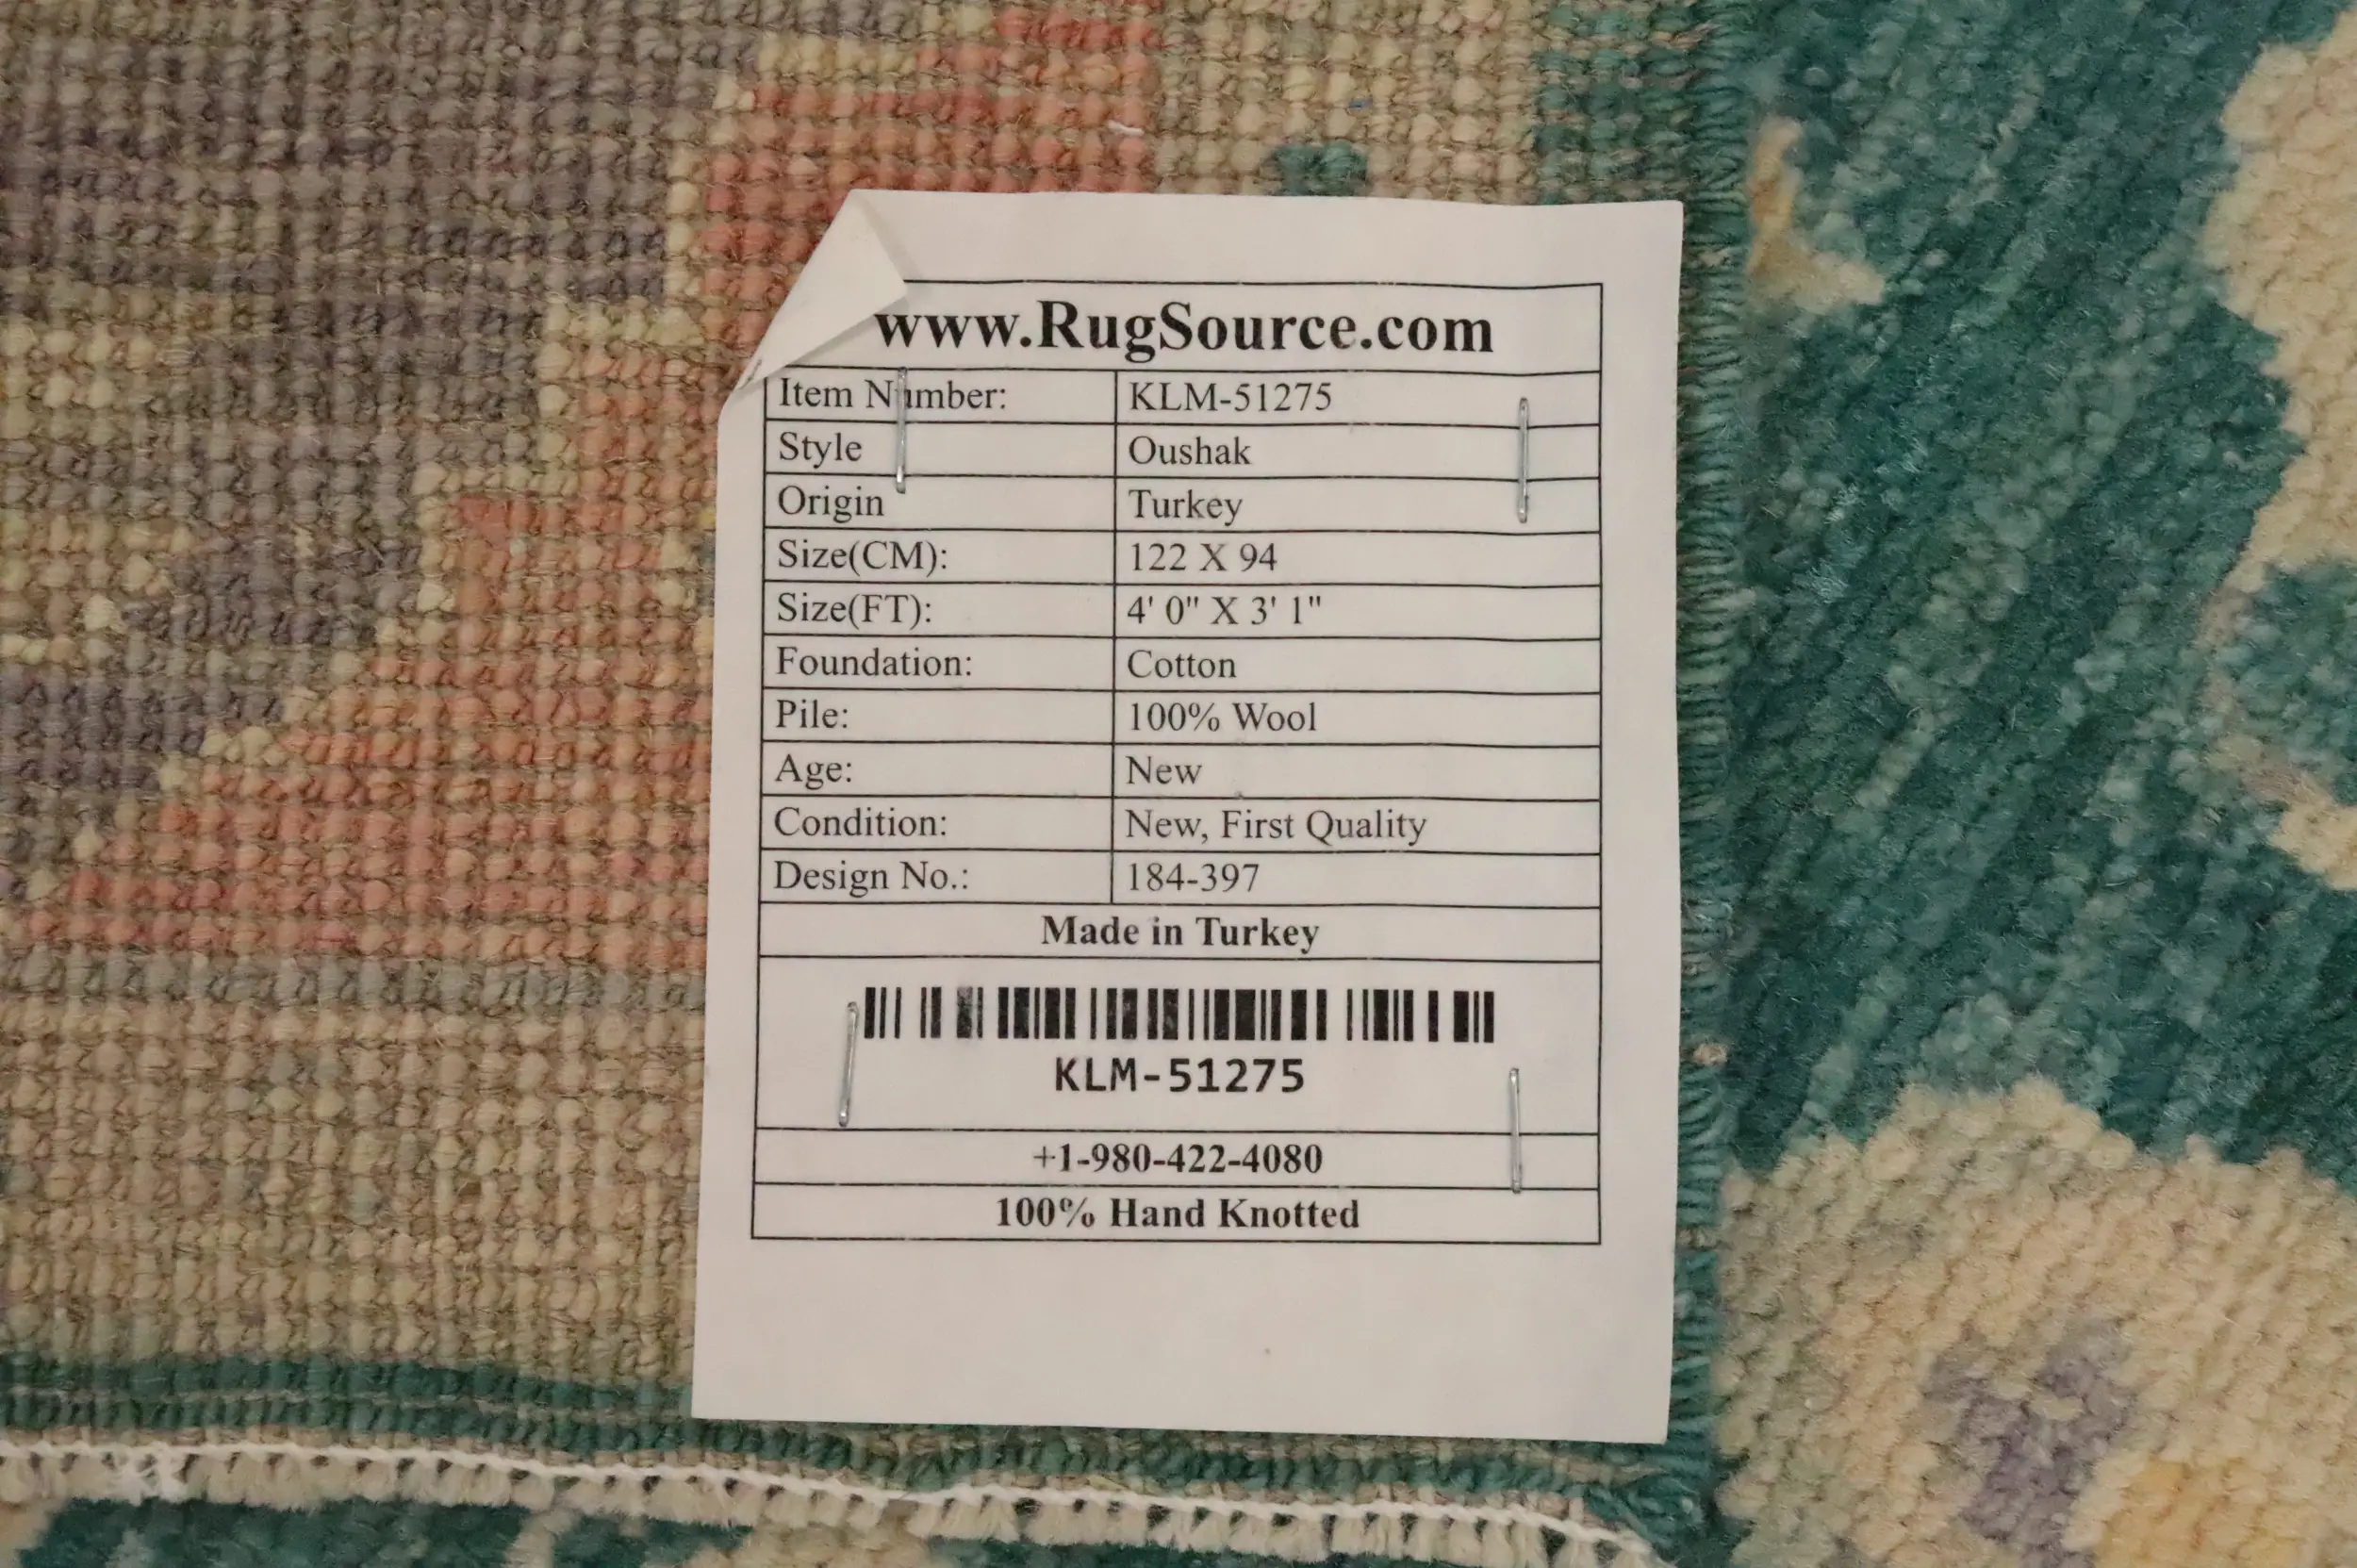 www.RugSource.com
Item Number: KLM-51275
Style Oushak
Origin Turkey
Size(CM): 122 X 94
Size(FT): 4' 0" X 3' 1"
Foundation: Cotton
Pile: 100% Wool
Age: New
Condition: New, First Quality
Design No.: 184-397
Made in Turkey
KLM-51275
+1-980-422-4080
100% Hand Knotted